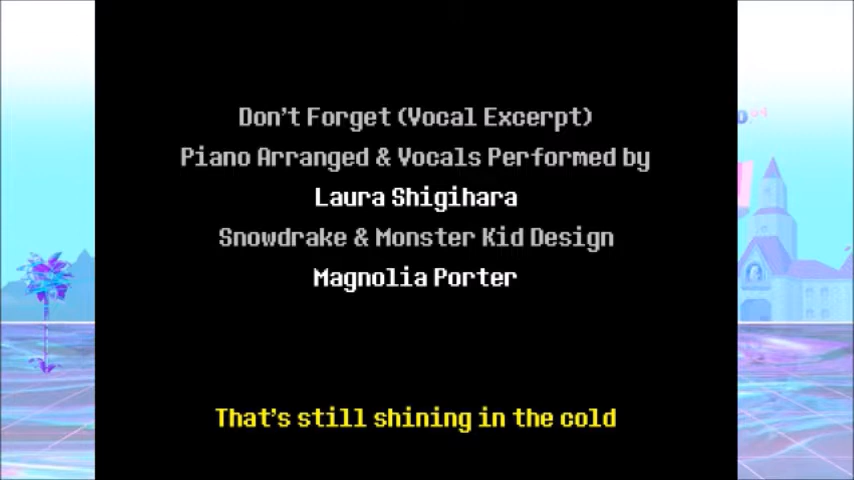 Don't Forget (Vocal Excerpt)
Piano Arranged & Vocals Performed by
Laura Shigihara
Snowdrake & Monster Kid Design
Magnolia Porter
That's still shining in the cold